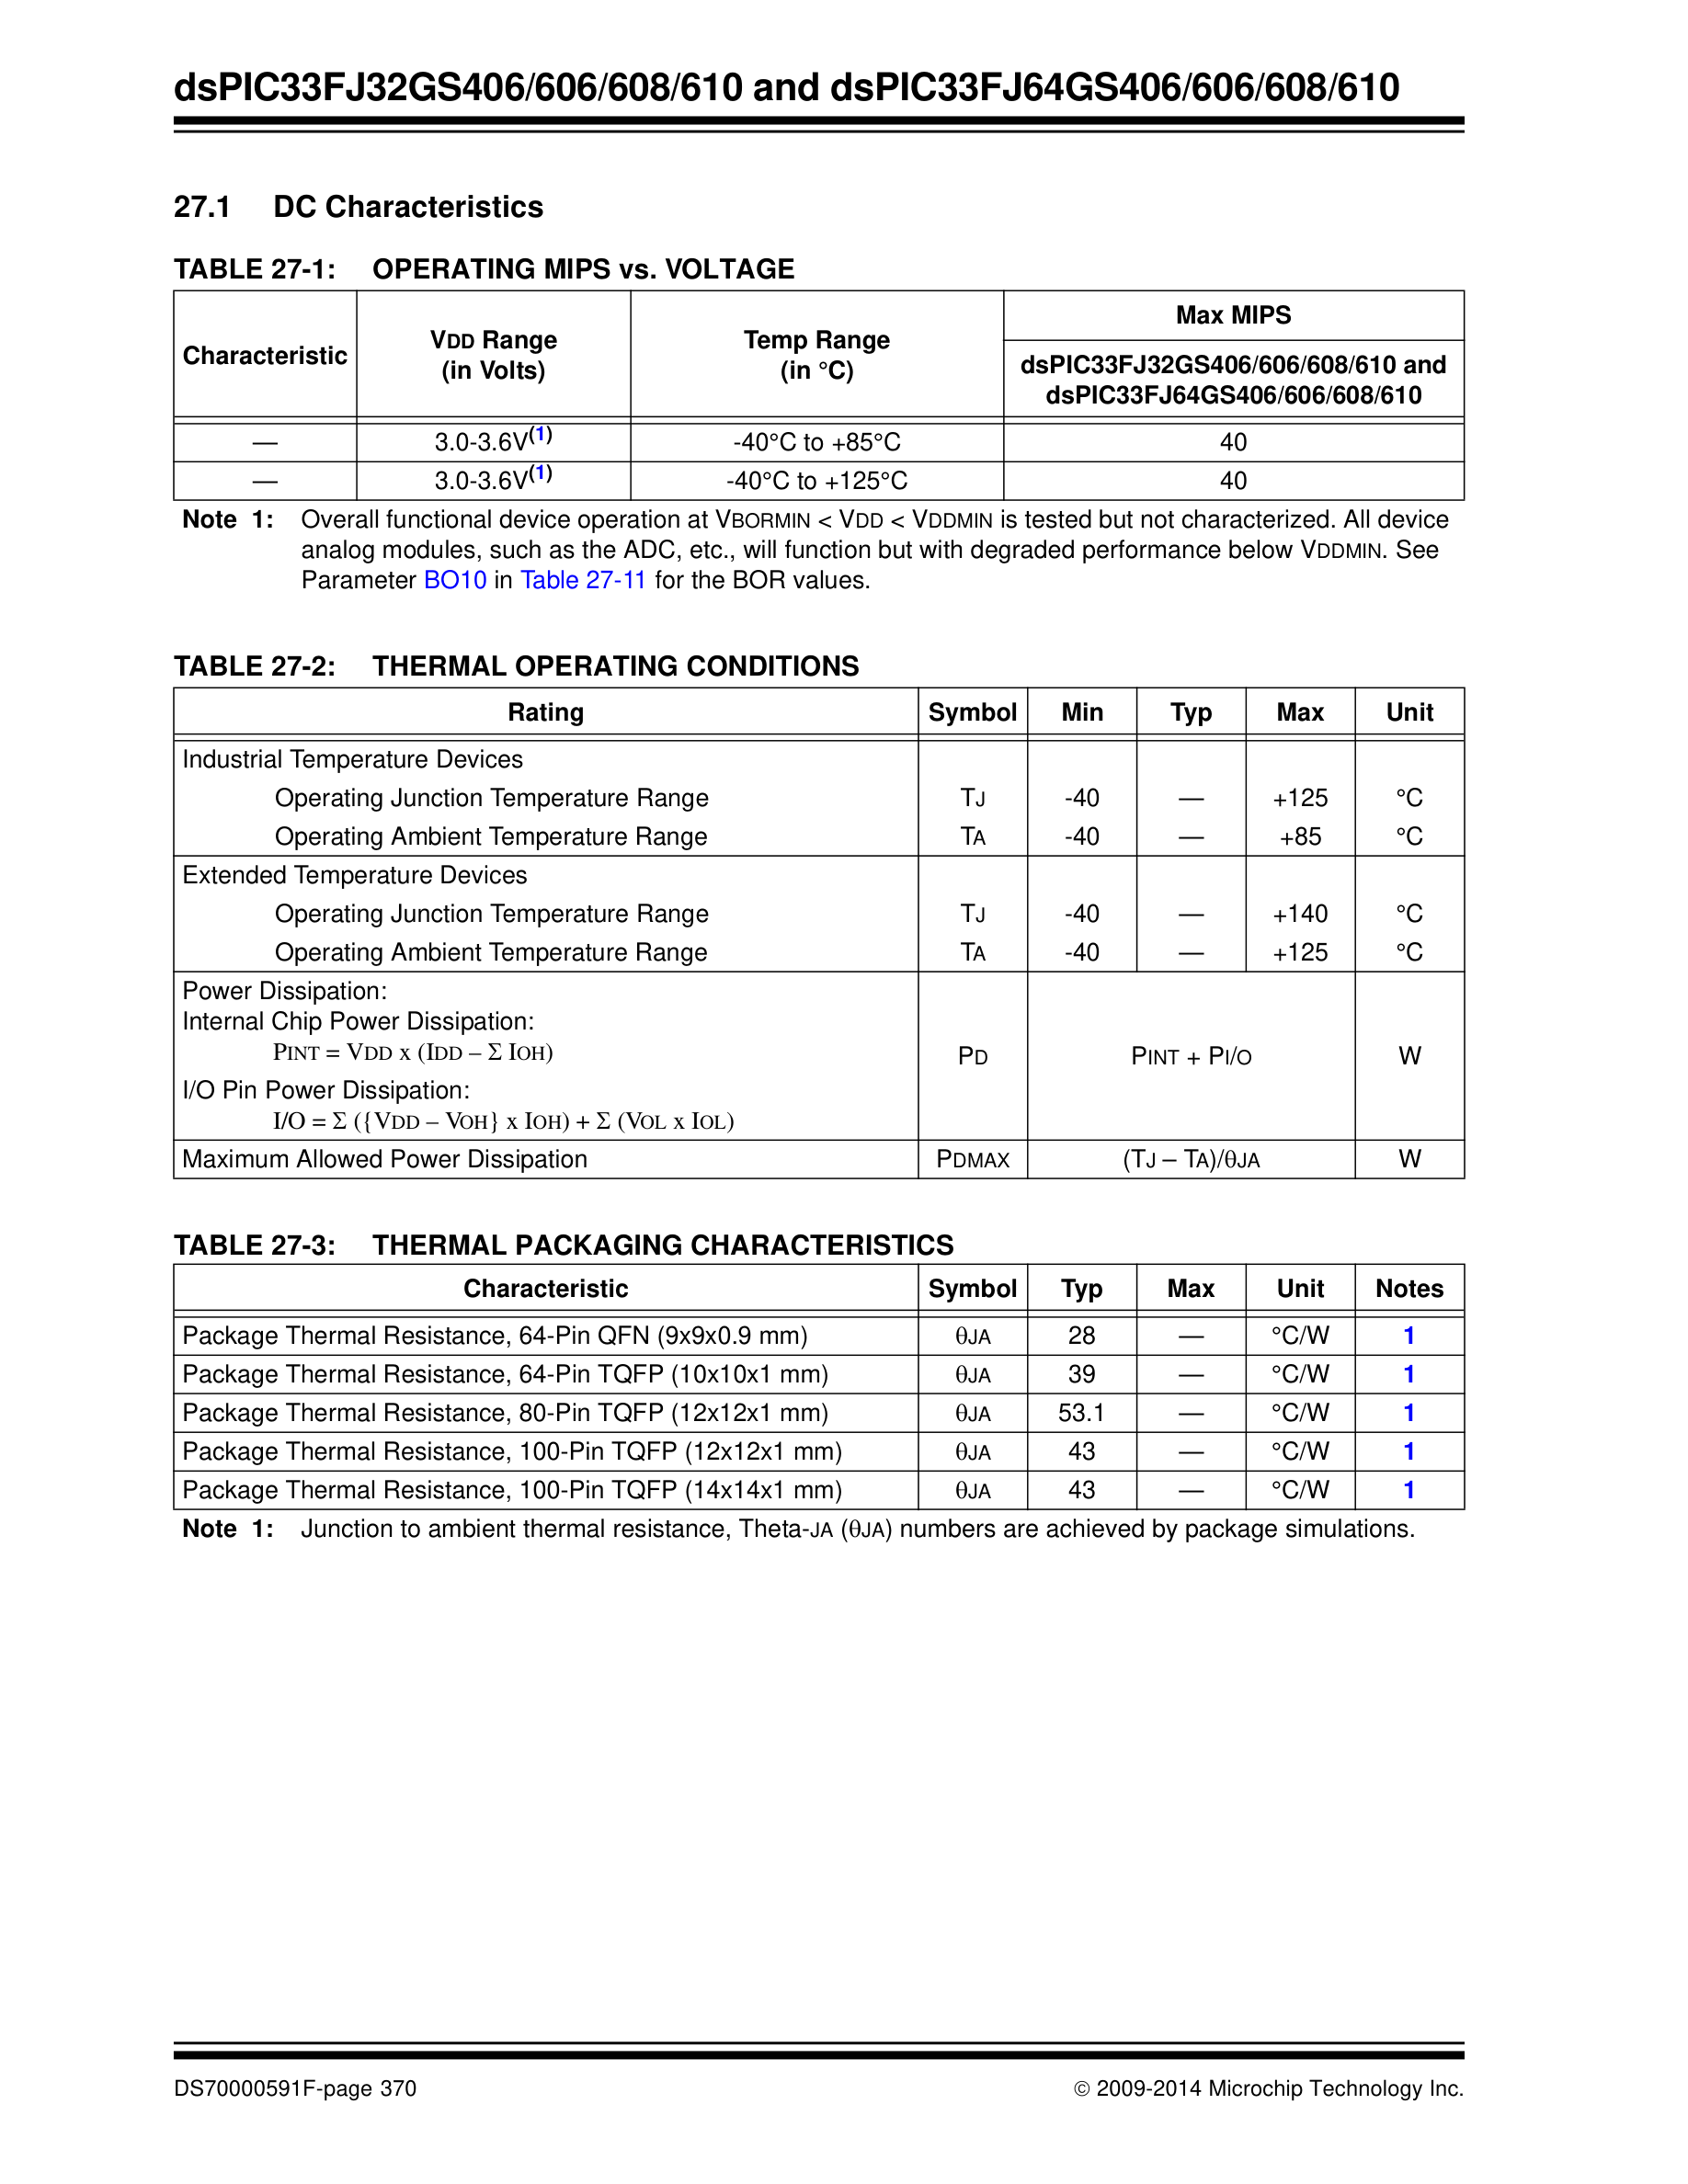 dsPIC33FJ32GS406/606/608/610 and dsPIC33FJ64GS406/606/608/610
27.1 DC Characteristics
TABLE 27-1: OPERATING MIPS vs. VOLTAGE
Characteristic VDD Range (in Volts) Temp Range (in °C) Max MIPS
dsPIC33FJ32GS406/606/608/610 and
dsPIC33FJ64GS406/606/608/610
— 3.0-3.6V(1) -40°C to +85°C 40
— 3.0-3.6V(1) -40°C to +125°C 40
Note 1: Overall functional device operation at VBORMIN < VDD < VDDMIN is tested but not characterized. All device
analog modules, such as the ADC, etc., will function but with degraded performance below VDDMIN. See
Parameter BO10 in Table 27-11 for the BOR values.
TABLE 27-2: THERMAL OPERATING CONDITIONS
Rating Symbol Min Typ Max Unit
Industrial Temperature Devices
Operating Junction Temperature Range TJ -40 — +125 °C
Operating Ambient Temperature Range TA -40 — +85 °C
Extended Temperature Devices
Operating Junction Temperature Range TJ -40 — +140 °C
Operating Ambient Temperature Range TA -40 — +125 °C
Power Dissipation:
Internal Chip Power Dissipation:
PINT = VDD x (IDD – Σ IOH) PD PINT + PI/O W
I/O Pin Power Dissipation:
I/O = Σ ({VDD – VOH} x IOH) + Σ (VOL x IOL)
Maximum Allowed Power Dissipation PDMAX (TJ – TA)/θJA W
TABLE 27-3: THERMAL PACKAGING CHARACTERISTICS
Characteristic Symbol Typ Max Unit Notes
Package Thermal Resistance, 64-Pin QFN (9x9x0.9 mm) θJA 28 — °C/W 1
Package Thermal Resistance, 64-Pin TQFP (10x10x1 mm) θJA 39 — °C/W 1
Package Thermal Resistance, 80-Pin TQFP (12x12x1 mm) θJA 53.1 — °C/W 1
Package Thermal Resistance, 100-Pin TQFP (12x12x1 mm) θJA 43 — °C/W 1
Package Thermal Resistance, 100-Pin TQFP (14x14x1 mm) θJA 43 — °C/W 1
Note 1: Junction to ambient thermal resistance, Theta-JA (θJA) numbers are achieved by package simulations.
DS70000591F-page 370 © 2009-2014 Microchip Technology Inc.